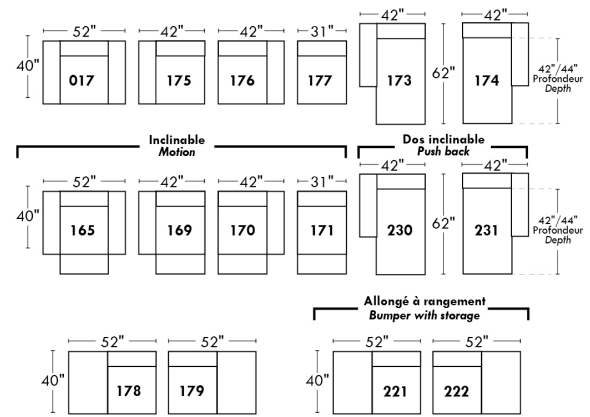 52" 42" 42" 31" 42" 42"
40" 017 175 176 177 173 62" 174 42"/44"
Profondeur
Depth
Inclinable
Motion
Dos inclinable
Push back
52" 42" 42" 31" 42" 42"
40" 165 169 170 171 230 62" 231 42"/44"
Profondeur
Depth
Allongé à rangement
Bumper with storage
52" 52" 52" 52"
40" 178 179 40" 221 222